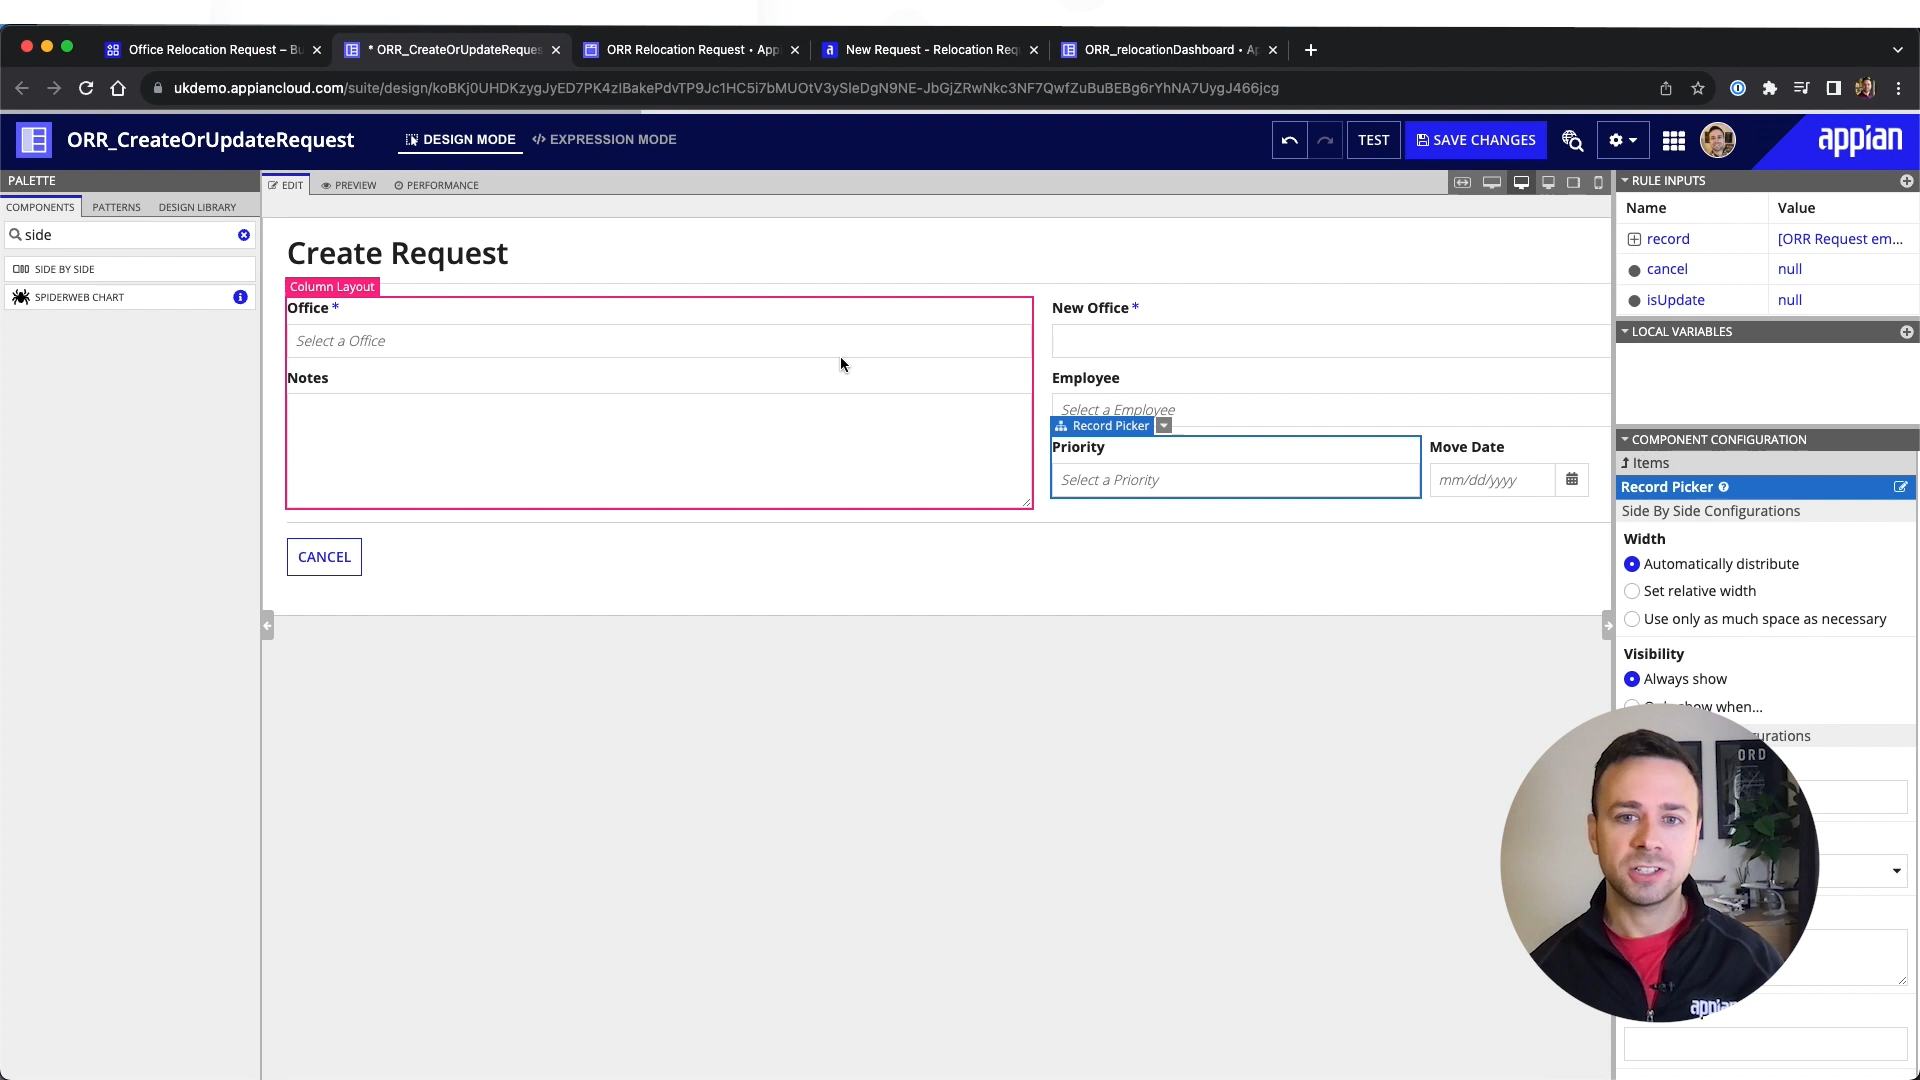 Office Relocation Request – Bu
* ORR_CreateOrUpdateReques
ORR Relocation Request • Appi
New Request - Relocation Req
ORR_relocationDashboard • Ap
ukdemo.appiancloud.com/suite/design/koBKj0UHDKzygJyED7PK4zIBakePdvTP9Jc1HC5i7bMUOtV3ySIeDgN9NE-JbGjZRwNkc3NF7QwfZuBuBEBg6rYhNA7UygJ466jcg
ORR_CreateOrUpdateRequest
DESIGN MODE
</> EXPRESSION MODE
TEST
SAVE CHANGES
appian
PALETTE
COMPONENTS
PATTERNS
DESIGN LIBRARY
side
SIDE BY SIDE
SPIDERWEB CHART
EDIT
PREVIEW
PERFORMANCE
Create Request
Column Layout
Office *
Select a Office
Notes
New Office *
Employee
Select a Employee
Record Picker
Priority
Select a Priority
Move Date
mm/dd/yyyy
CANCEL
RULE INPUTS
Name
Value
record
[ORR Request em...
cancel
null
isUpdate
null
LOCAL VARIABLES
COMPONENT CONFIGURATION
Items
Record Picker
Side By Side Configurations
Width
Automatically distribute
Set relative width
Use only as much space as necessary
Visibility
Always show
show when...
urations
ORD
appian